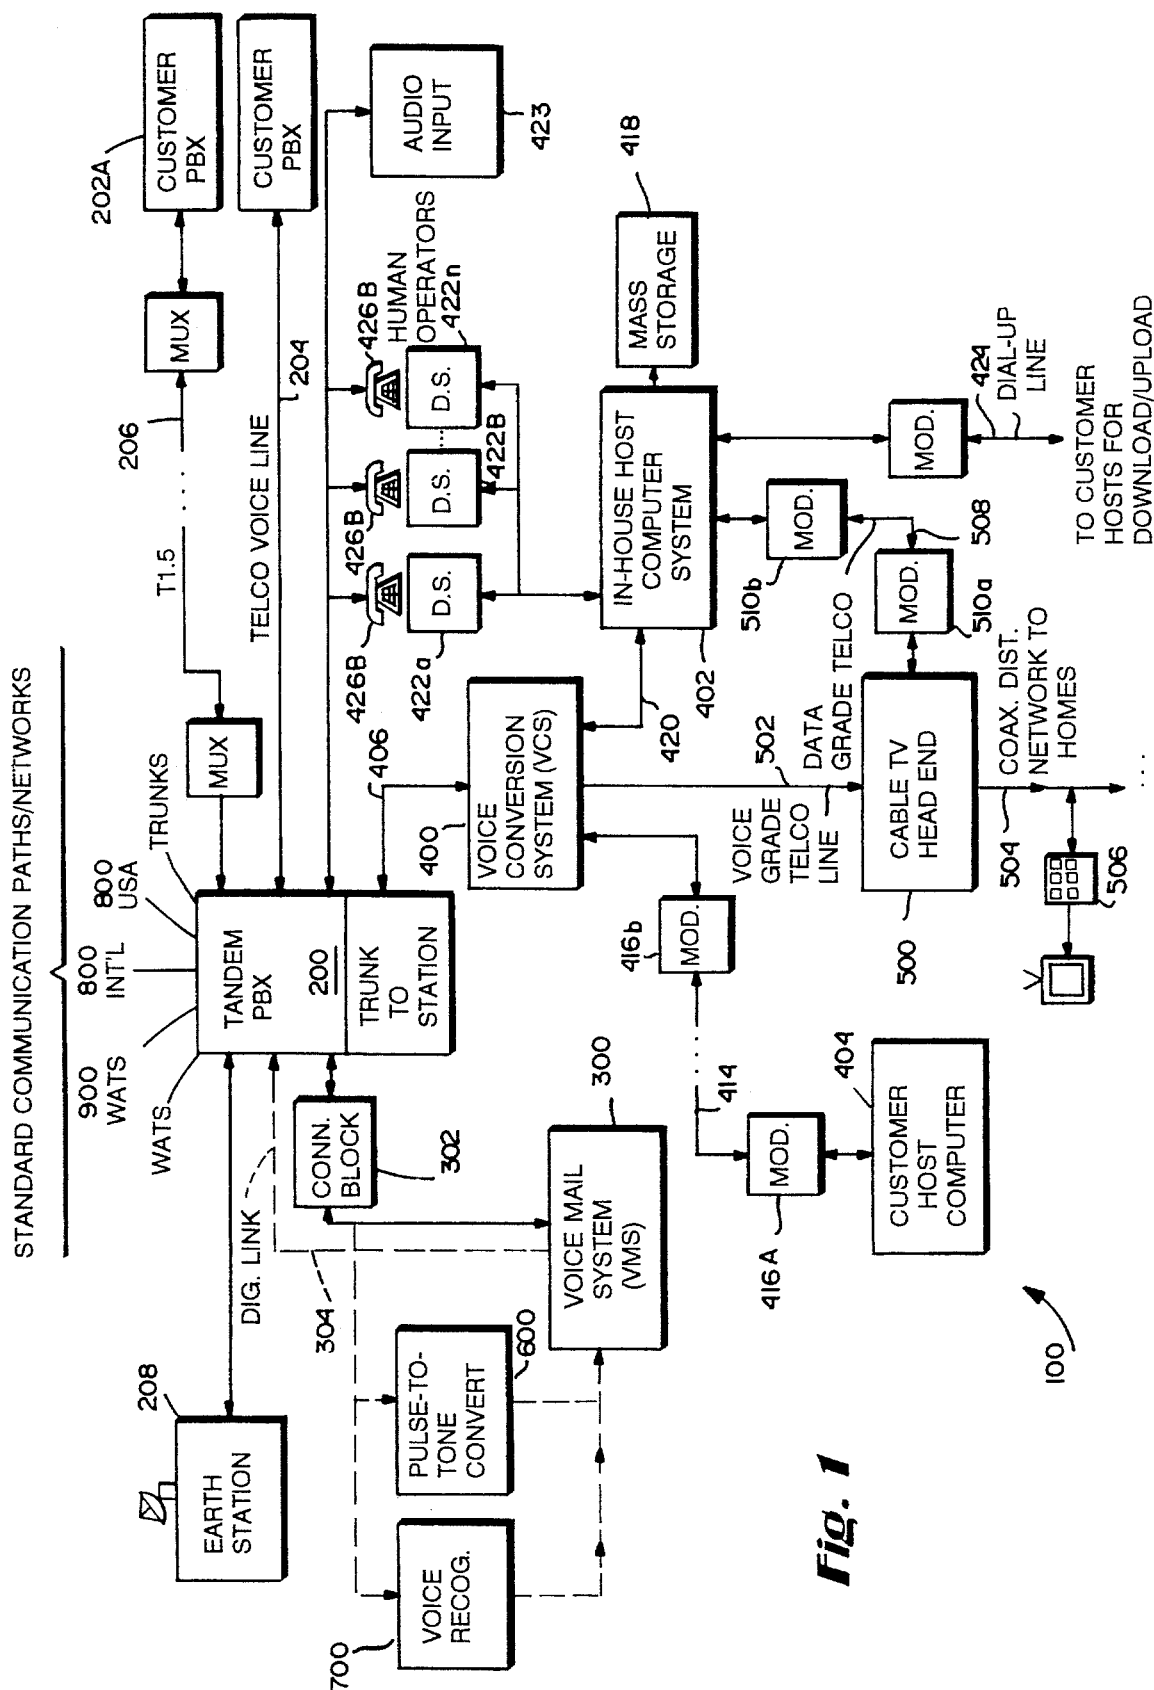 STANDARD COMMUNICATION PATHS/NETWORKS
WATS
900
WATS
800
INT'L
800
USA
TRUNKS
208
EARTH
STATION
DIG. LINK
TANDEM
PBX
200
TRUNK
TO
STATION
MUX
T1.5
206
MUX
202A
CUSTOMER
PBX
TELCO VOICE LINE
204
CUSTOMER
PBX
304
CONN.
BLOCK
302
406
426B
426B
426B
HUMAN
OPERATORS
AUDIO
INPUT
423
D.S.
422a
D.S.
422B
D.S.
422n
700
VOICE
RECOG.
PULSE-TO-
TONE
CONVERT
600
VOICE MAIL
SYSTEM
(VMS)
300
400
VOICE
CONVERSION
SYSTEM (VCS)
420
IN-HOUSE HOST
COMPUTER
SYSTEM
402
MASS
STORAGE
418
414
416b
MOD.
416A
MOD.
CUSTOMER
HOST
COMPUTER
404
VOICE
GRADE
TELCO
LINE
502
DATA
GRADE TELCO
510b
MOD.
508
MOD.
510a
MOD.
424
DIAL-UP
LINE
TO CUSTOMER
HOSTS FOR
DOWNLOAD/UPLOAD
500
CABLE TV
HEAD END
504
COAX. DIST.
NETWORK TO
HOMES
506
100
Fig. 1